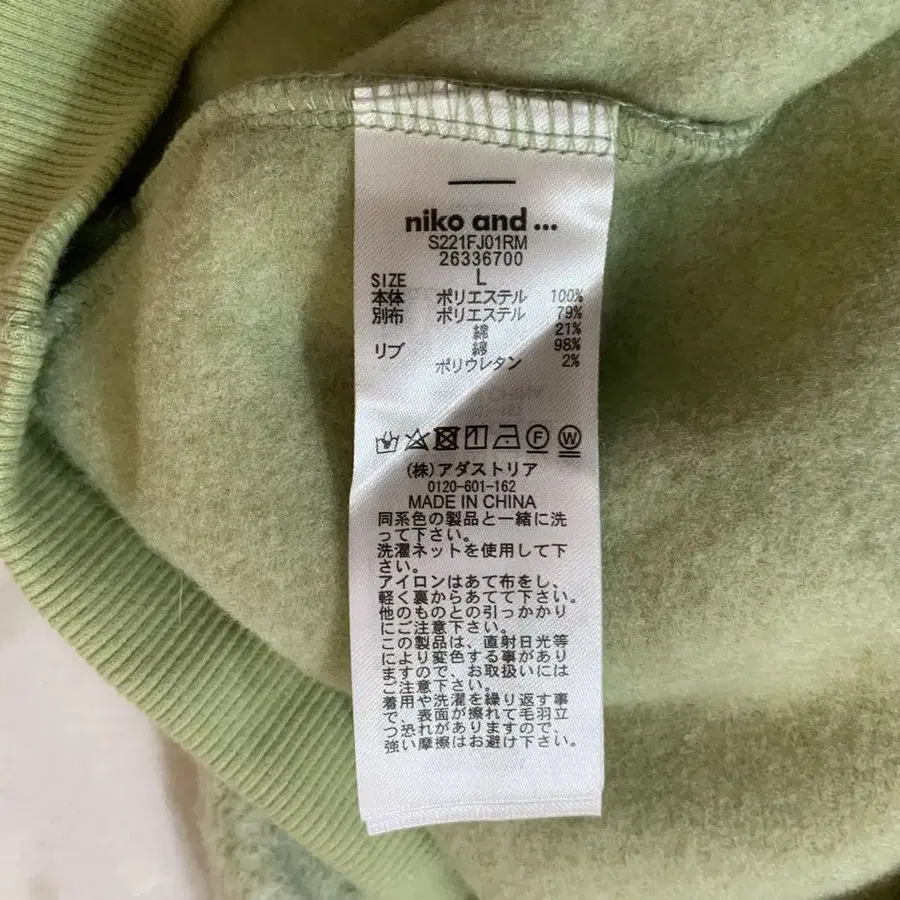 niko and ...
S221FJ01RM
26336700
SIZE L
本体 ポリエステル 100%
別布 ポリエステル 79%
綿 21%
リブ 綿 98%
ポリウレタン 2%
F W
(株)アダストリア
0120-601-162
MADE IN CHINA
同系色の製品と一緒に洗
って下さい。
洗濯ネットを使用して下
さい。
アイロンはあて布をし、
軽く裏からあてて下さい。
他のものとの引っかかり
にご注意下さい。
この製品は、直射日光等
により変色する事があり
ますので、お取扱いには
ご注意下さい。
着用や洗濯を繰り返す事
で、表面が擦れて毛羽立
つ恐れがありますので、
強い摩擦はお避け下さい。